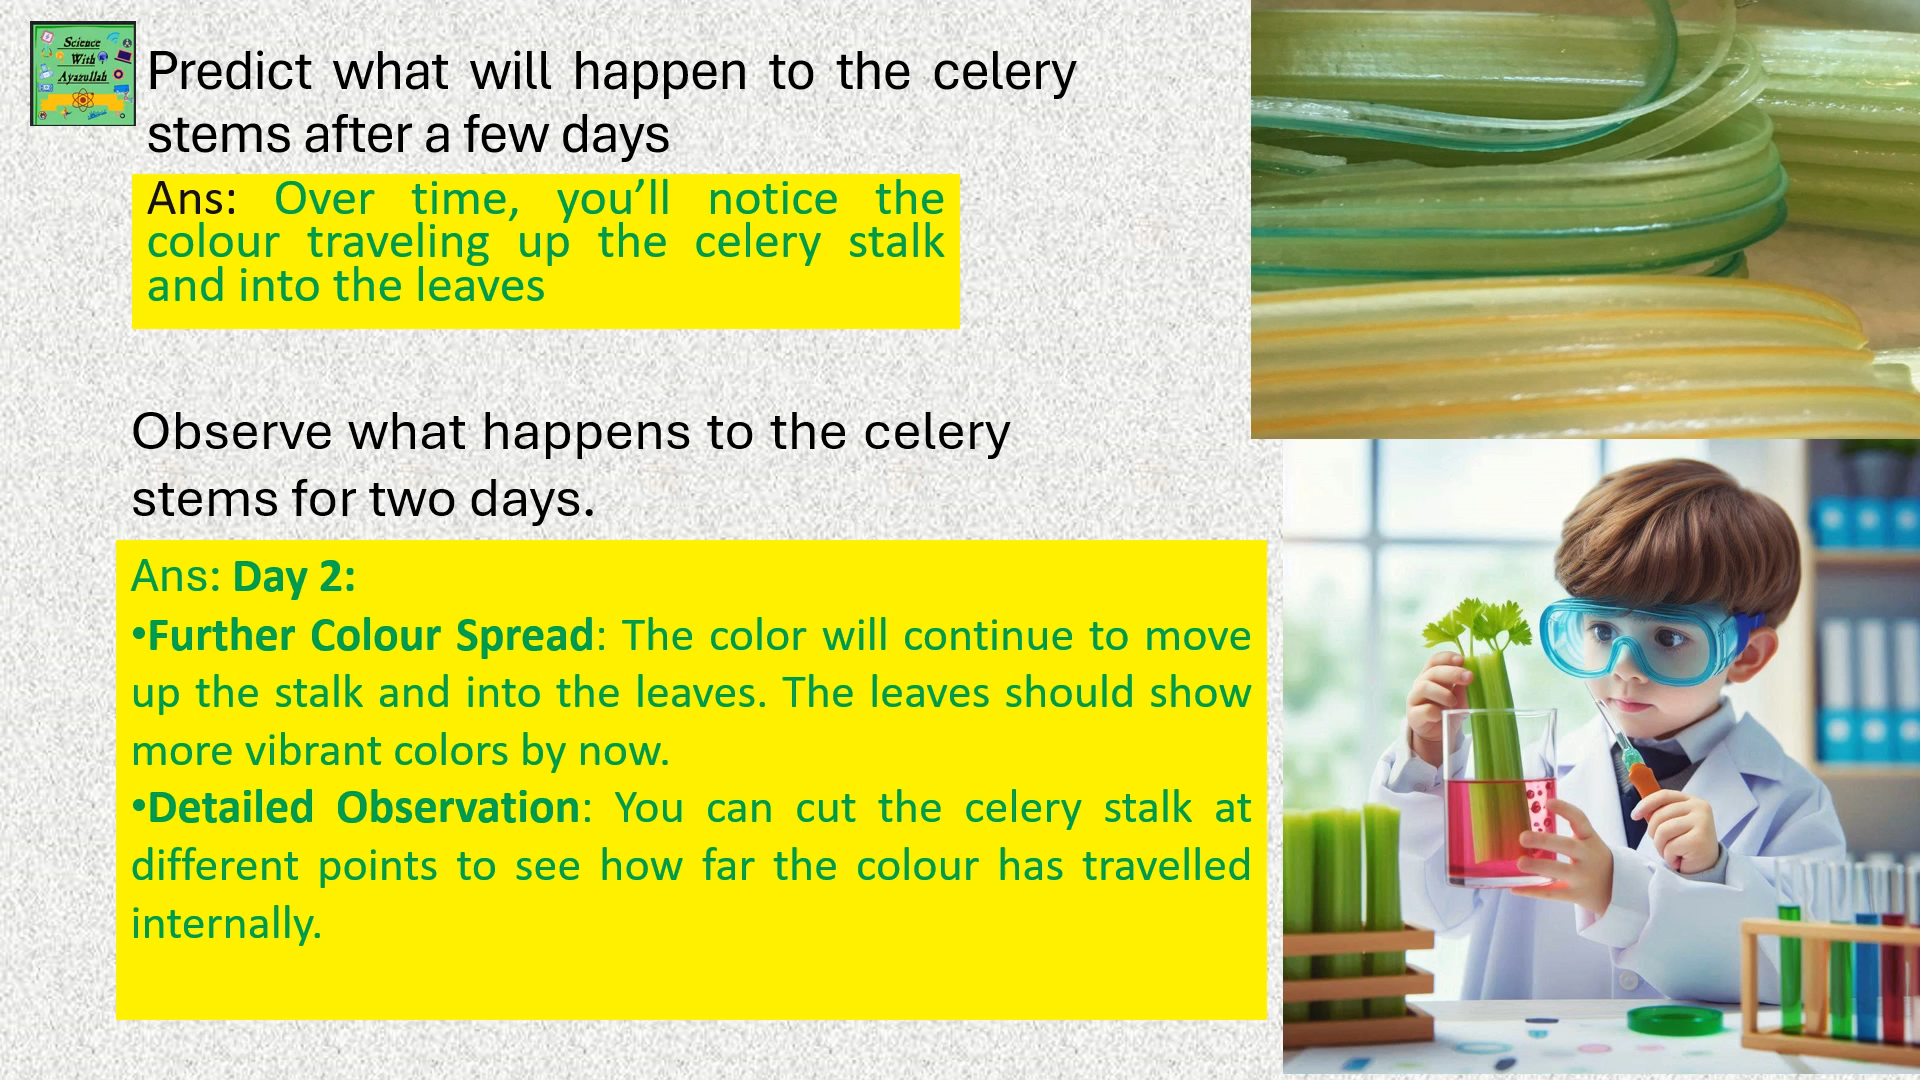 Science
With
Ayazullah
Predict what will happen to the celery
stems after a few days
Ans: Over time, you’ll notice the
colour traveling up the celery stalk
and into the leaves
Observe what happens to the celery
stems for two days.
Ans: Day 2:
•Further Colour Spread: The color will continue to move
up the stalk and into the leaves. The leaves should show
more vibrant colors by now.
•Detailed Observation: You can cut the celery stalk at
different points to see how far the colour has travelled
internally.